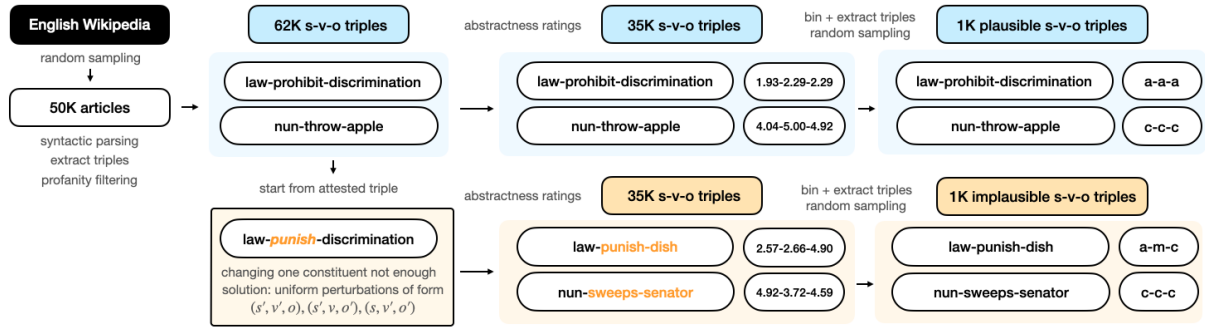 English Wikipedia
random sampling
50K articles
syntactic parsing
extract triples
profanity filtering
62K s-v-o triples
law-prohibit-discrimination
nun-throw-apple
start from attested triple
law-punish-discrimination
changing one constituent not enough
solution: uniform perturbations of form
(s′, v′, o), (s′, v, o′), (s, v′, o′)
abstractness ratings
35K s-v-o triples
law-prohibit-discrimination
1.93-2.29-2.29
nun-throw-apple
4.04-5.00-4.92
bin + extract triples
random sampling
1K plausible s-v-o triples
law-prohibit-discrimination
a-a-a
nun-throw-apple
c-c-c
abstractness ratings
35K s-v-o triples
law-punish-dish
2.57-2.66-4.90
nun-sweeps-senator
4.92-3.72-4.59
bin + extract triples
random sampling
1K implausible s-v-o triples
law-punish-dish
a-m-c
nun-sweeps-senator
c-c-c